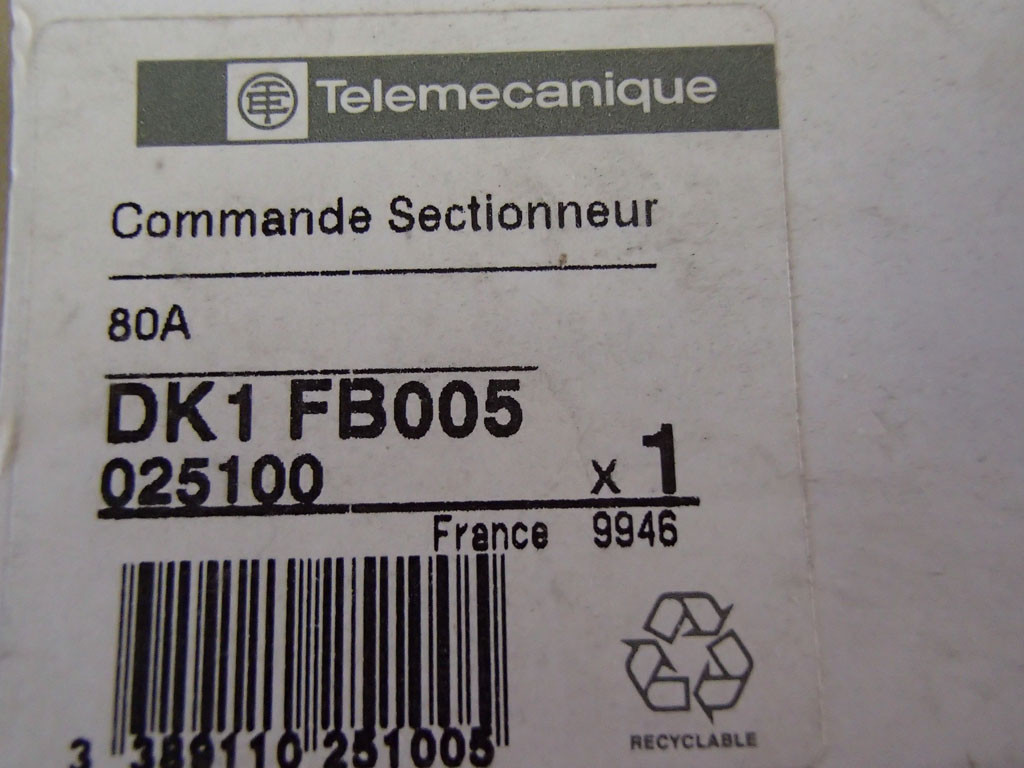 Telemecanique
Commande Sectionneur
80A
DK1 FB005
025100 x 1
France 9946
3 389110 251005
RECYCLABLE